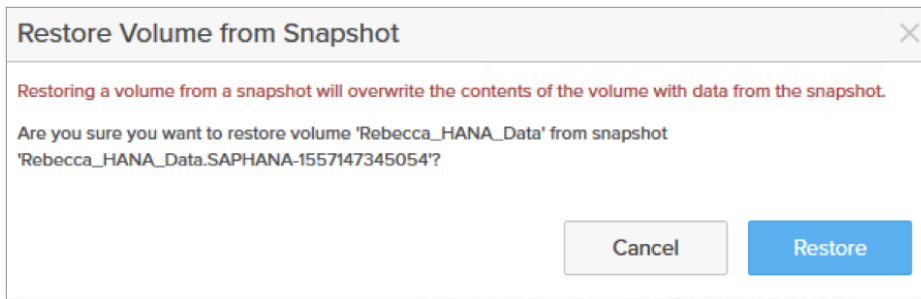 Restore Volume from Snapshot
Restoring a volume from a snapshot will overwrite the contents of the volume with data from the snapshot.
Are you sure you want to restore volume 'Rebecca_HANA_Data' from snapshot
'Rebecca_HANA_Data.SAPHANA-1557147345054'?
Cancel
Restore